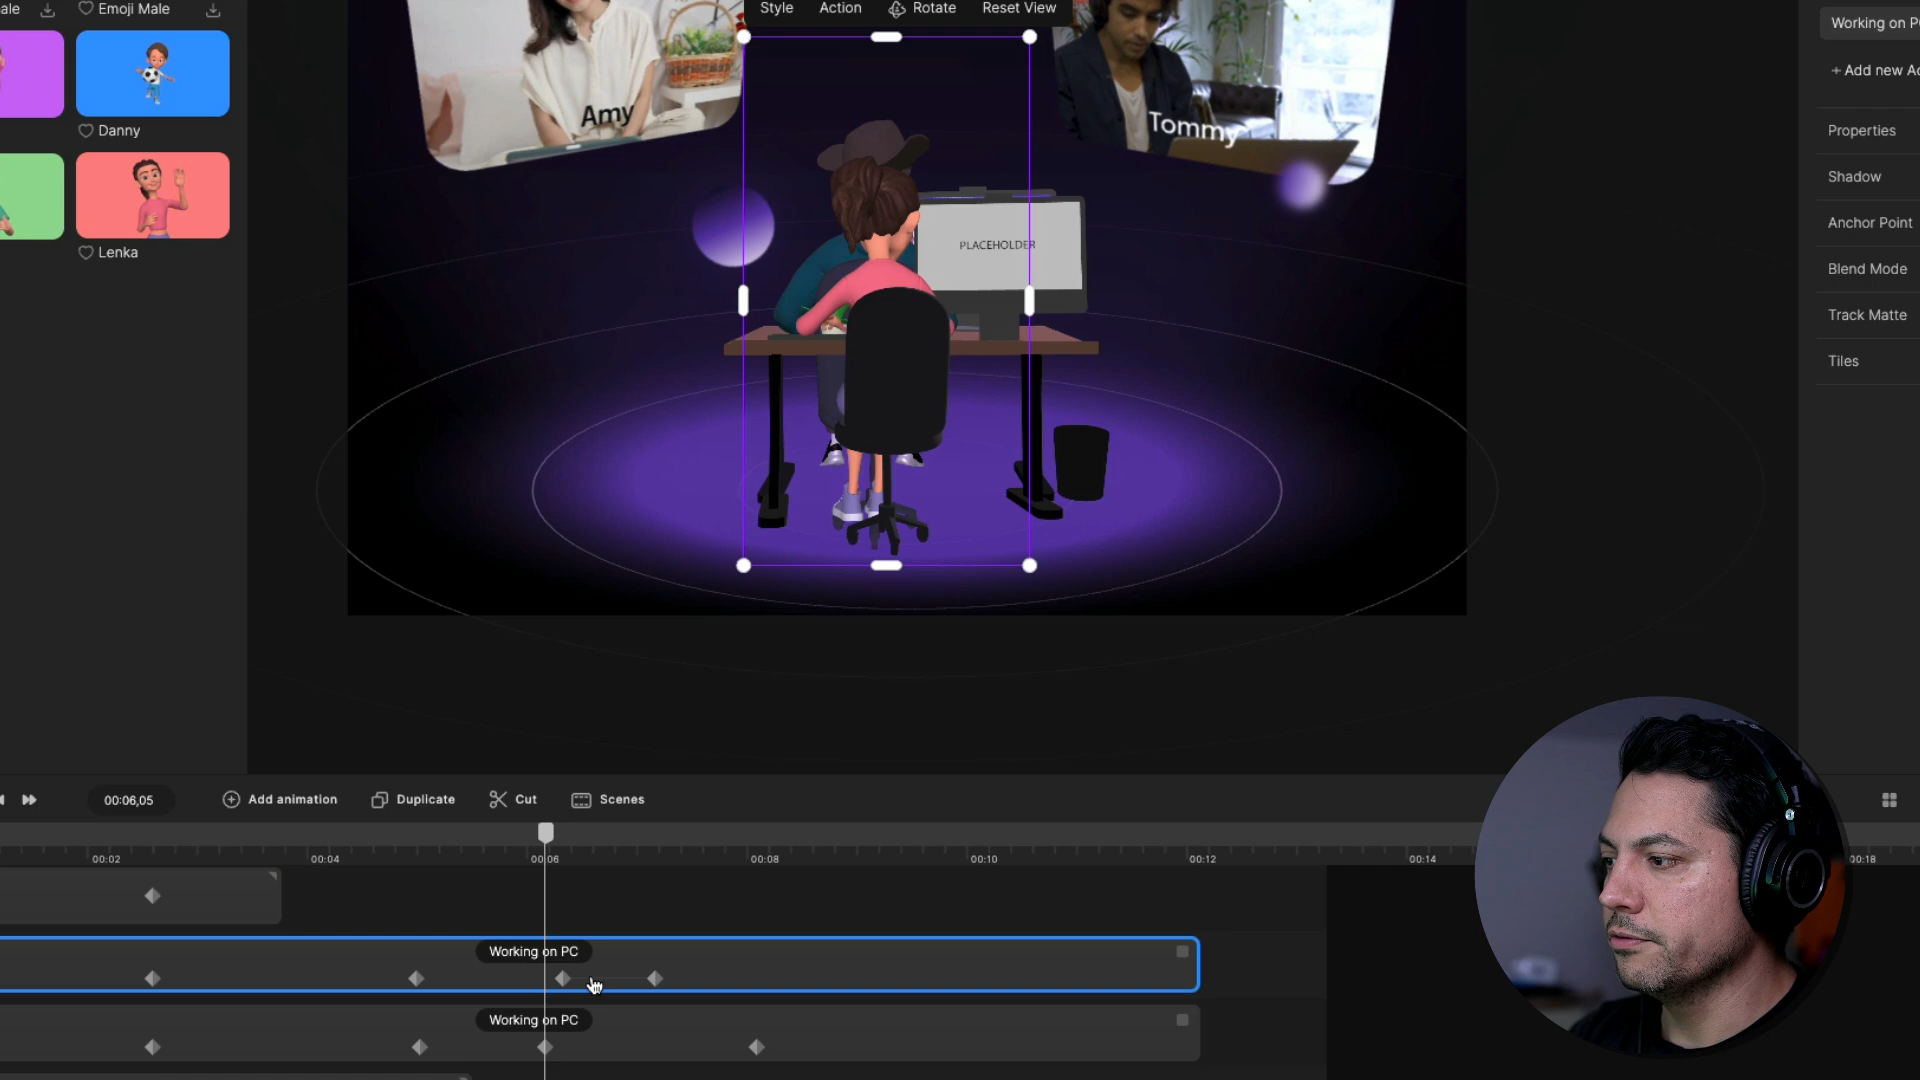 ale
Emoji Male
Style
Action
Rotate
Reset View
Working on P
+ Add new Ac
Amy
Tommy
Danny
Lenka
PLACEHOLDER
Properties
Shadow
Anchor Point
Blend Mode
Track Matte
Tiles
00:06,05
Add animation
Duplicate
Cut
Scenes
00:02
00:04
00:06
00:08
00:10
00:12
00:14
00:18
Working on PC
Working on PC